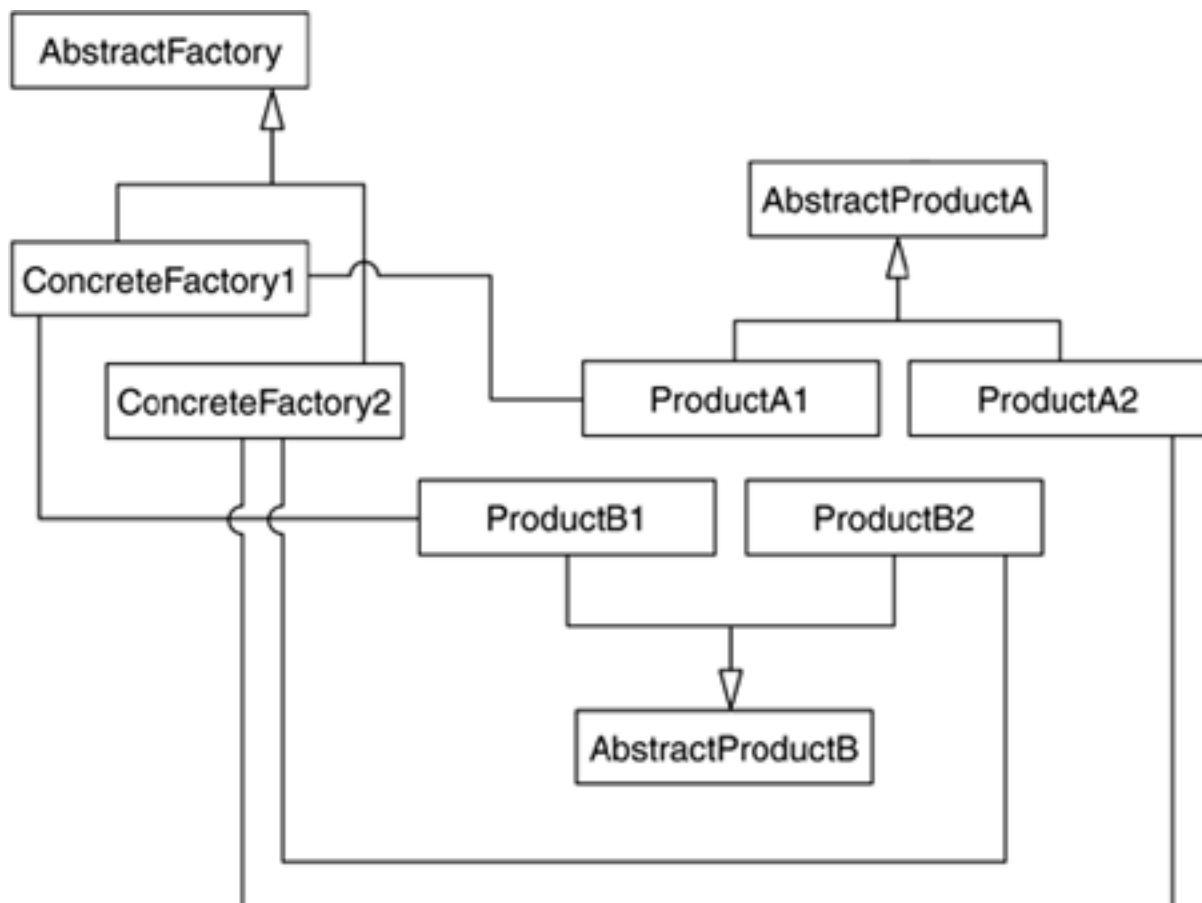 AbstractFactory
AbstractProductA
ConcreteFactory1
ConcreteFactory2
ProductA1
ProductA2
ProductB1
ProductB2
AbstractProductB